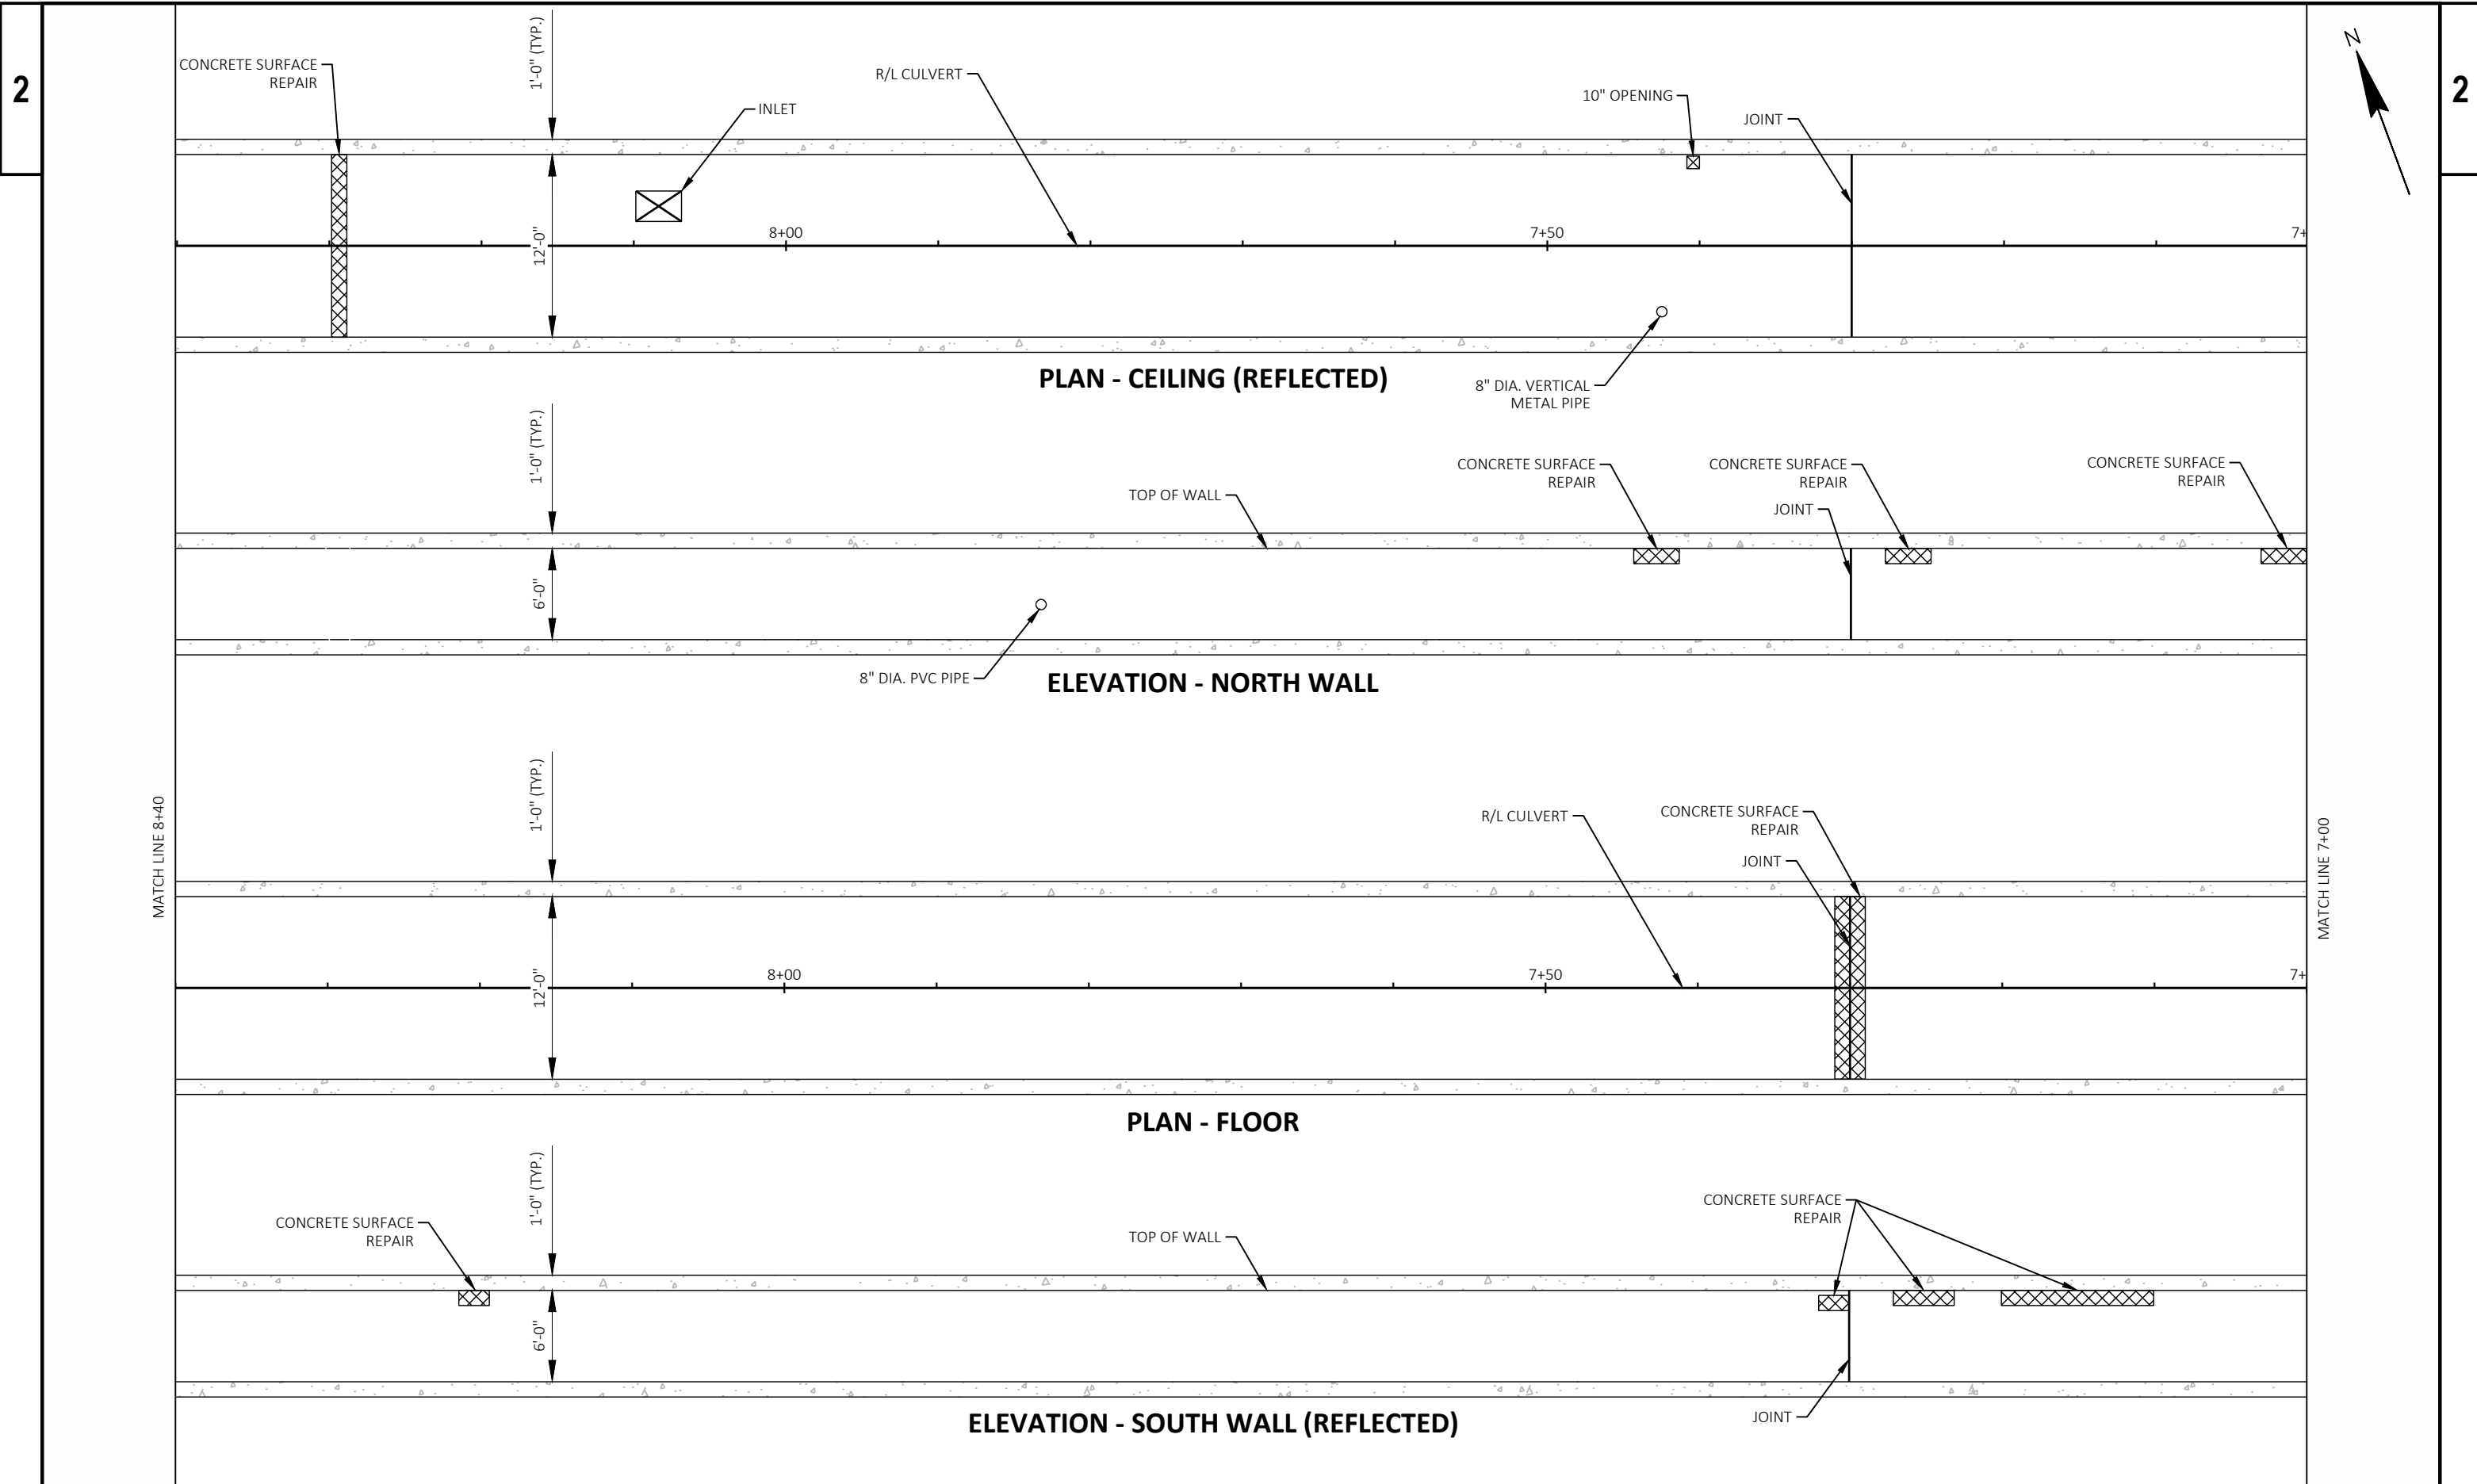 2
2
N
CONCRETE SURFACE
REPAIR
1'-0" (TYP.)
INLET
R/L CULVERT
10" OPENING
JOINT
8+00
7+50
7+
12'-0"
8" DIA. VERTICAL
METAL PIPE
PLAN - CEILING (REFLECTED)
1'-0" (TYP.)
TOP OF WALL
CONCRETE SURFACE
REPAIR
CONCRETE SURFACE
REPAIR
JOINT
CONCRETE SURFACE
REPAIR
6'-0"
8" DIA. PVC PIPE
ELEVATION - NORTH WALL
MATCH LINE 8+40
MATCH LINE 7+00
1'-0" (TYP.)
R/L CULVERT
CONCRETE SURFACE
REPAIR
JOINT
8+00
7+50
7+
12'-0"
PLAN - FLOOR
1'-0" (TYP.)
CONCRETE SURFACE
REPAIR
TOP OF WALL
CONCRETE SURFACE
REPAIR
6'-0"
JOINT
ELEVATION - SOUTH WALL (REFLECTED)